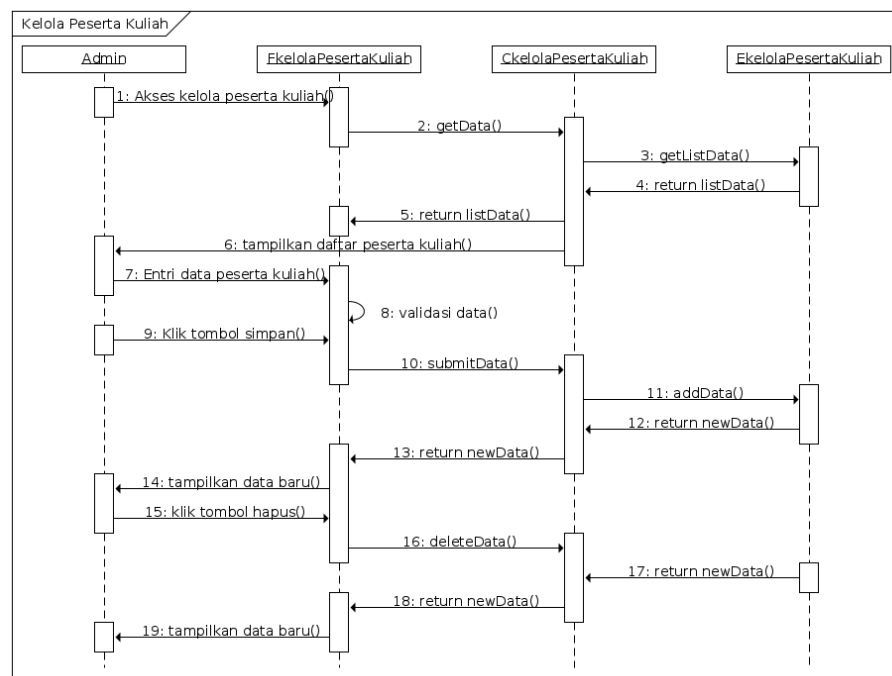 Kelola Peserta Kuliah
Admin
FkelolaPesertaKuliah
CkelolaPesertaKuliah
EkelolaPesertaKuliah
1: Akses kelola peserta kuliah()
2: getData()
3: getListData()
4: return listData()
5: return listData()
6: tampilkan daftar peserta kuliah()
7: Entri data peserta kuliah()
8: validasi data()
9: Klik tombol simpan()
10: submitData()
11: addData()
12: return newData()
13: return newData()
14: tampilkan data baru()
15: klik tombol hapus()
16: deleteData()
17: return newData()
18: return newData()
19: tampilkan data baru()